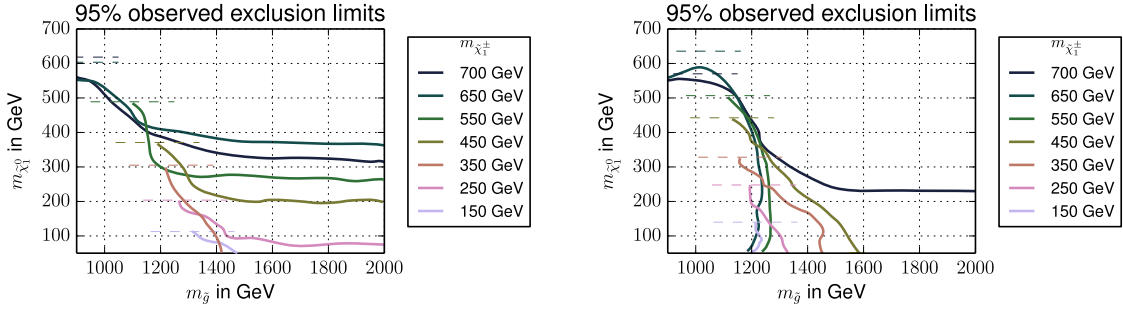 95% observed exclusion limits
700
600
500
400
300
200
100
1000 1200 1400 1600 1800 2000
m_{\tilde{g}} in GeV
m_{\tilde{\chi}_1^0} in GeV
m_{\tilde{\chi}_1^±}
700 GeV
650 GeV
550 GeV
450 GeV
350 GeV
250 GeV
150 GeV
95% observed exclusion limits
700
600
500
400
300
200
100
1000 1200 1400 1600 1800 2000
m_{\tilde{g}} in GeV
m_{\tilde{\chi}_1^0} in GeV
m_{\tilde{\chi}_1^±}
700 GeV
650 GeV
550 GeV
450 GeV
350 GeV
250 GeV
150 GeV